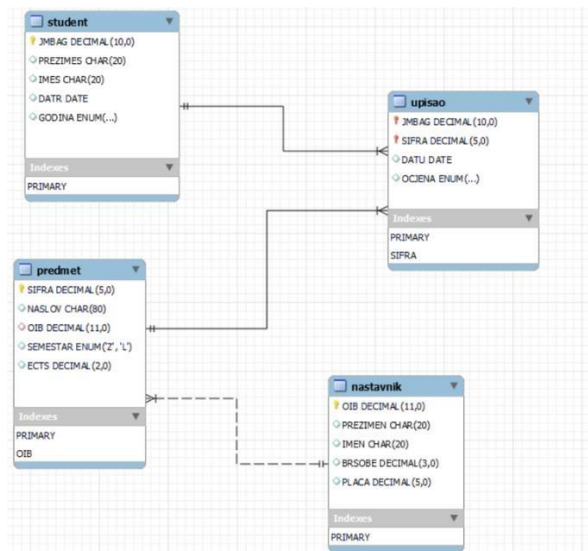 student
JMBAG DECIMAL(10,0)
PREZIMES CHAR(20)
IMES CHAR(20)
DATR DATE
GODINA ENUM(...)
Indexes
PRIMARY
upisao
JMBAG DECIMAL(10,0)
SIFRA DECIMAL(5,0)
DATU DATE
OCJENA ENUM(...)
Indexes
PRIMARY
SIFRA
predmet
SIFRA DECIMAL(5,0)
NASLOV CHAR(80)
OIB DECIMAL(11,0)
SEMESTAR ENUM('Z', 'L')
ECTS DECIMAL(2,0)
Indexes
PRIMARY
OIB
nastavnik
OIB DECIMAL(11,0)
PREZIMEN CHAR(20)
IMEN CHAR(20)
BRSOBE DECIMAL(3,0)
PLACA DECIMAL(5,0)
Indexes
PRIMARY